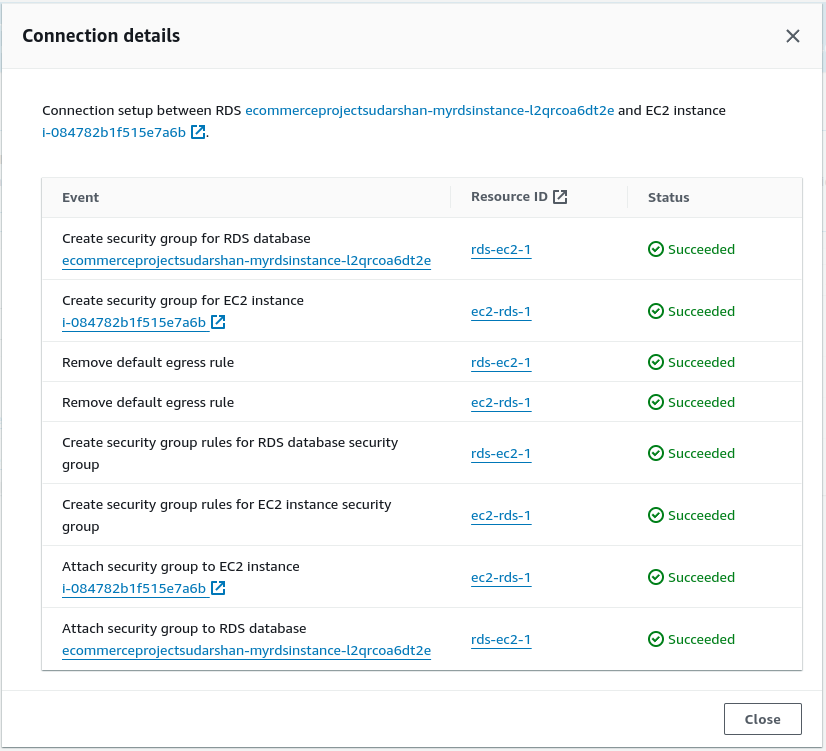 Connection details
Connection setup between RDS ecommerceprojectsudarshan-myrdsinstance-l2qrcoa6dt2e and EC2 instance
i-084782b1f515e7a6b.
Event Resource ID Status
Create security group for RDS database
ecommerceprojectsudarshan-myrdsinstance-l2qrcoa6dt2e rds-ec2-1 Succeeded
Create security group for EC2 instance
i-084782b1f515e7a6b ec2-rds-1 Succeeded
Remove default egress rule rds-ec2-1 Succeeded
Remove default egress rule ec2-rds-1 Succeeded
Create security group rules for RDS database security
group rds-ec2-1 Succeeded
Create security group rules for EC2 instance security
group ec2-rds-1 Succeeded
Attach security group to EC2 instance
i-084782b1f515e7a6b ec2-rds-1 Succeeded
Attach security group to RDS database
ecommerceprojectsudarshan-myrdsinstance-l2qrcoa6dt2e rds-ec2-1 Succeeded
Close